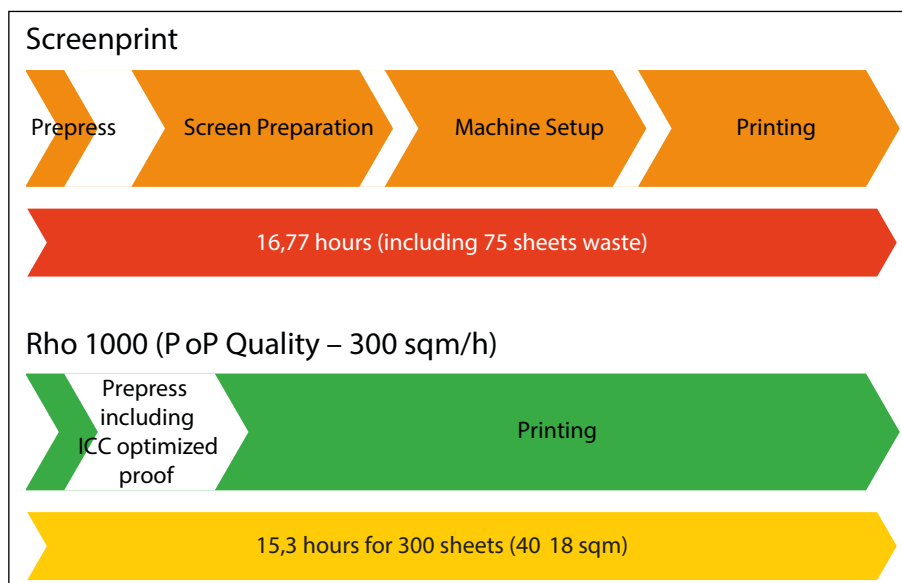 Screenprint
Prepress Screen Preparation Machine Setup Printing
16,77 hours (including 75 sheets waste)
Rho 1000 (P oP Quality – 300 sqm/h)
Prepress
including
ICC optimized
proof
Printing
15,3 hours for 300 sheets (40 18 sqm)